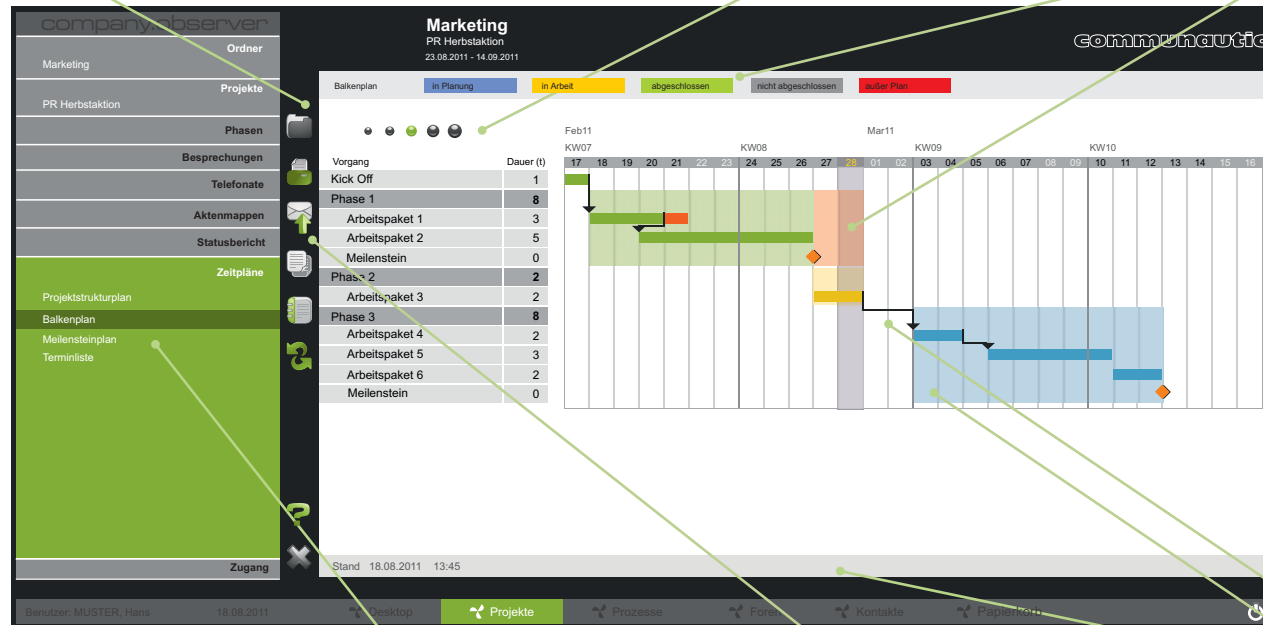 company.observer
Ordner
Marketing
Projekte
PR Herbstaktion
Phasen
Besprechungen
Telefonate
Aktenmappen
Statusbericht
Zeitpläne
Projektstrukturplan
Balkenplan
Meilensteinplan
Terminliste
Zugang
Marketing
PR Herbstaktion
23.08.2011 - 14.09.2011
Balkenplan in Planung in Arbeit abgeschlossen nicht abgeschlossen außer Plan
Feb11 Mar11
KW07 KW08 KW09 KW10
Vorgang Dauer (t) 17 18 19 20 21 22 23 24 25 26 27 28 01 02 03 04 05 06 07 08 09 10 11 12 13 14 15 16
Kick Off 1
Phase 1 8
Arbeitspaket 1 3
Arbeitspaket 2 5
Meilenstein 0
Phase 2 2
Arbeitspaket 3 2
Phase 3 8
Arbeitspaket 4 2
Arbeitspaket 5 3
Arbeitspaket 6 2
Meilenstein 0
Stand 18.08.2011 13:45
Benutzer: MUSTER, Hans 18.08.2011 Desktop Projekte Prozesse Foren Kontakte Papierkorb